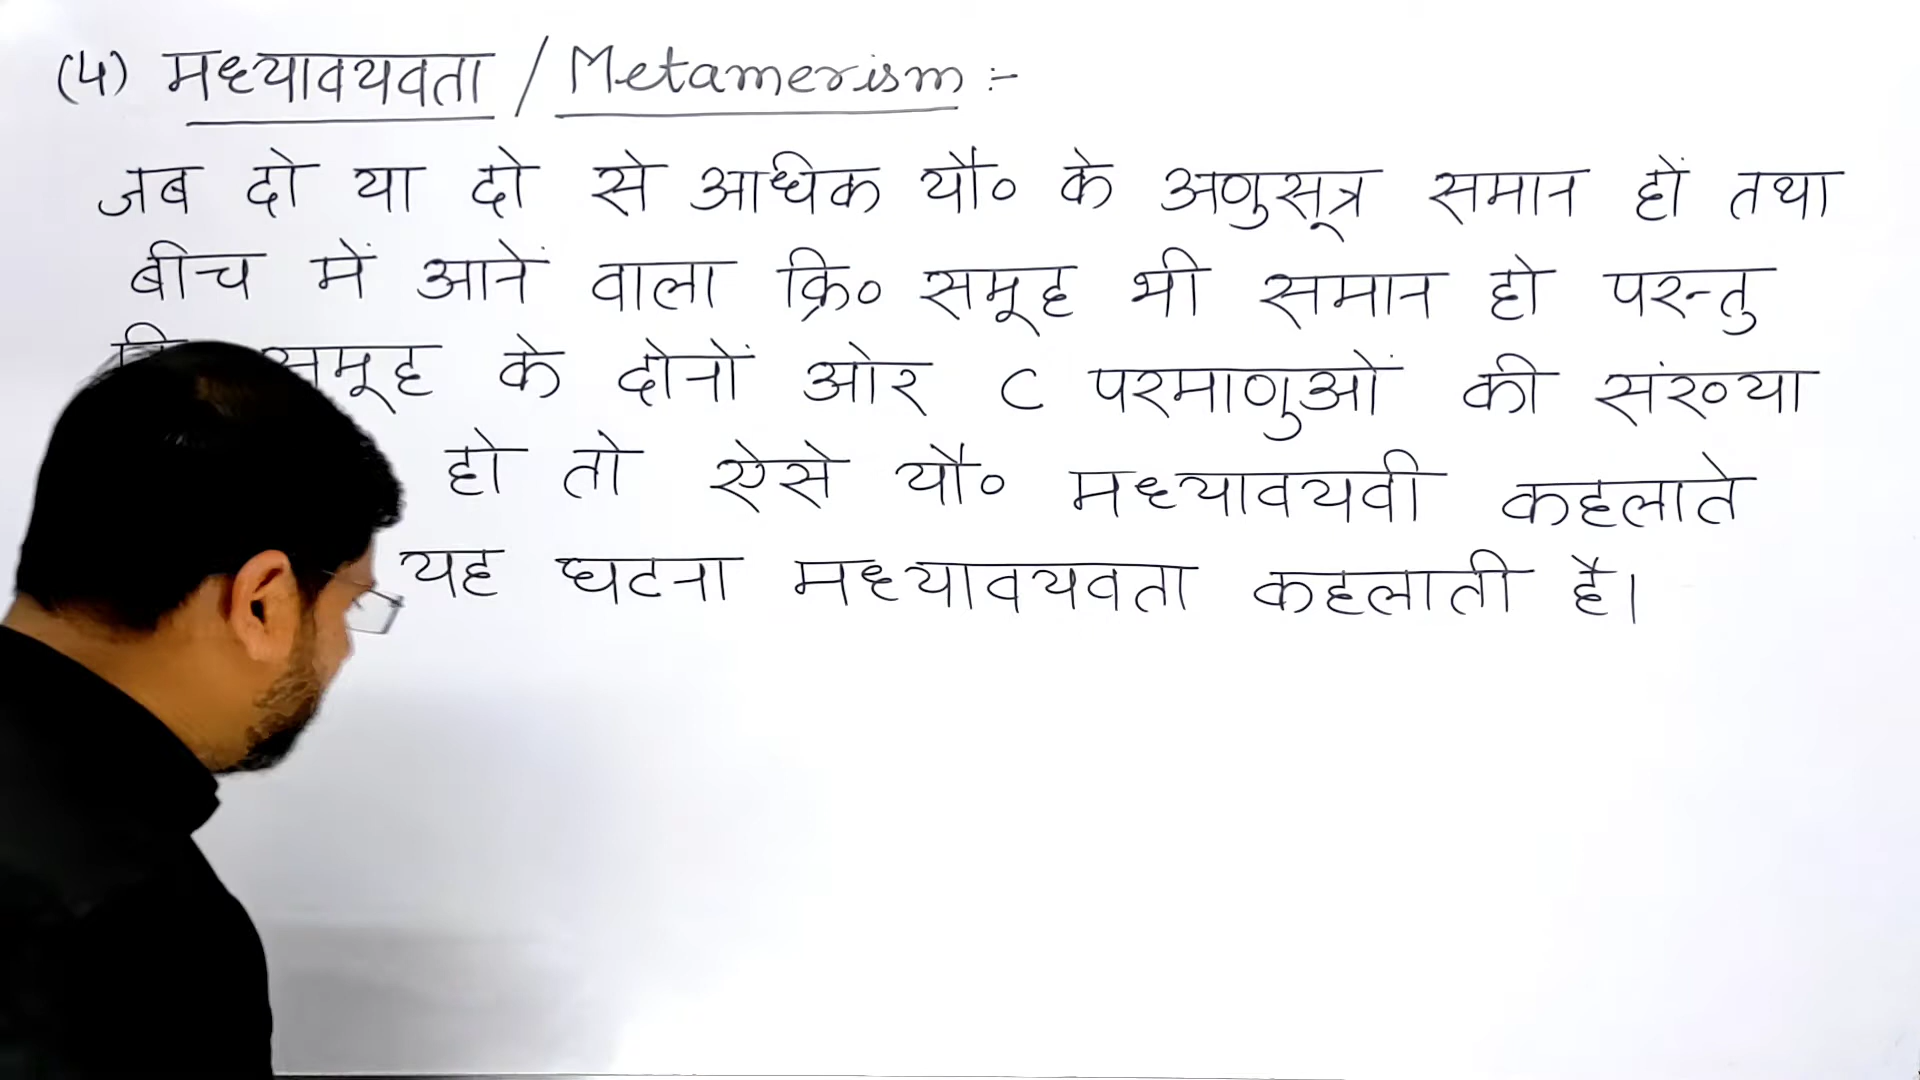 (4) मध्यावयवता / Metamerism :-
जब दो या दो से अधिक यौ० के अणुसूत्र समान हों तथा
बीच में आनें वाला क्रि० समूह भी समान हो परन्तु
समूह के दोनों ओर C परमाणुओं की संख्या
हो तो ऐसे यौ० मध्यावयवी कहलाते
यह घटना मध्यावयवता कहलाती है।